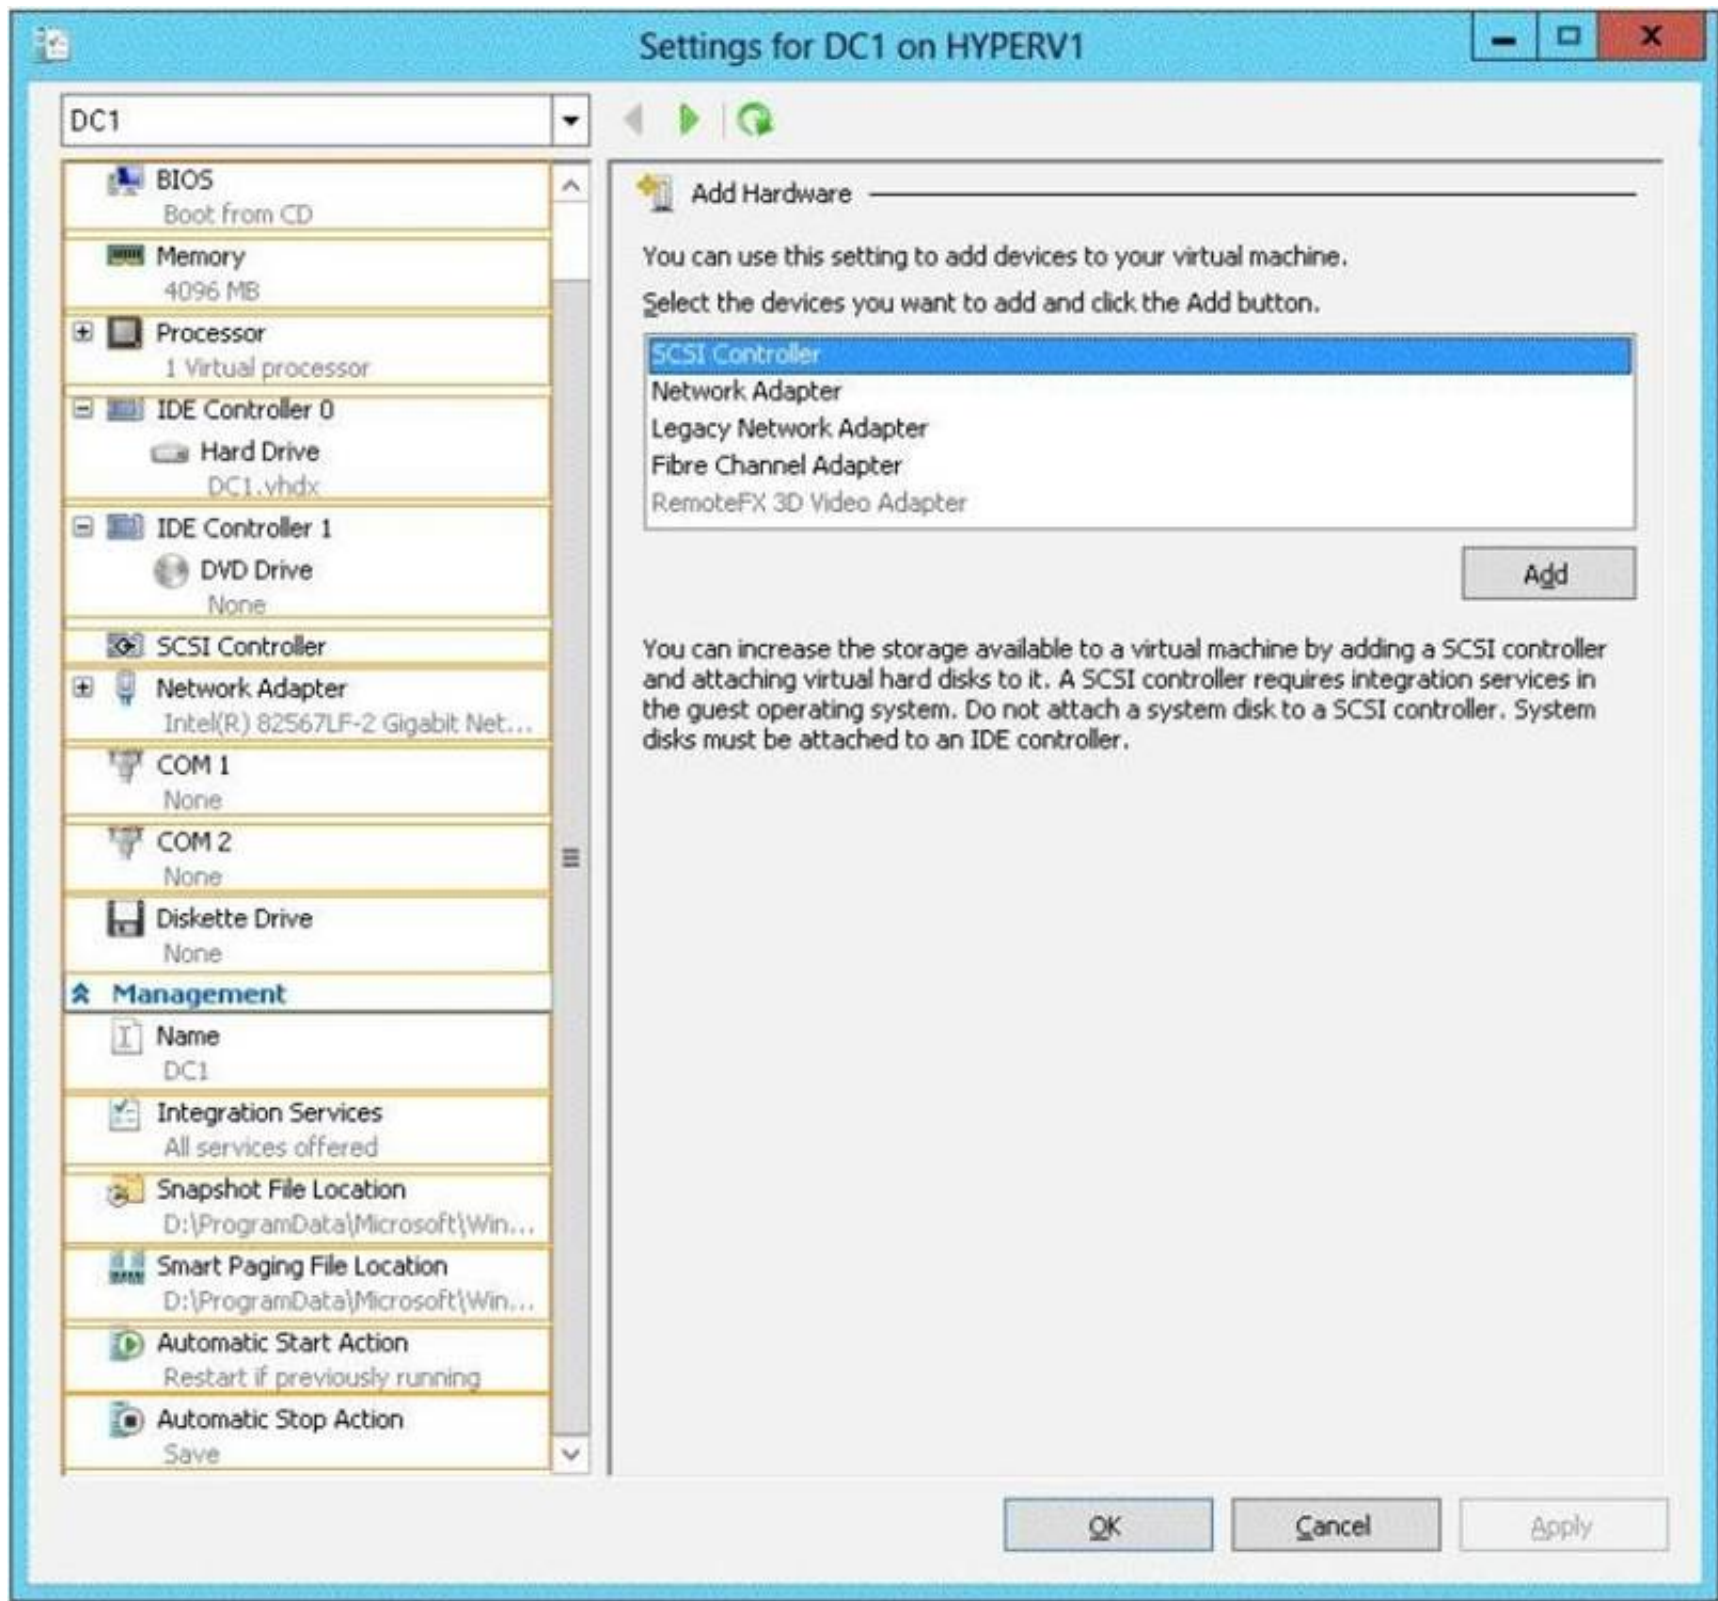 Settings for DC1 on HYPERV1
DC1
BIOS
Boot from CD
Memory
4096 MB
Processor
1 Virtual processor
IDE Controller 0
Hard Drive
DC1.vhdx
IDE Controller 1
DVD Drive
None
SCSI Controller
Network Adapter
Intel(R) 82567LF-2 Gigabit Net...
COM 1
None
COM 2
None
Diskette Drive
None
Management
Name
DC1
Integration Services
All services offered
Snapshot File Location
D:\ProgramData\Microsoft\Win...
Smart Paging File Location
D:\ProgramData\Microsoft\Win...
Automatic Start Action
Restart if previously running
Automatic Stop Action
Save
Add Hardware
You can use this setting to add devices to your virtual machine.
Select the devices you want to add and click the Add button.
SCSI Controller
Network Adapter
Legacy Network Adapter
Fibre Channel Adapter
RemoteFX 3D Video Adapter
Add
You can increase the storage available to a virtual machine by adding a SCSI controller
and attaching virtual hard disks to it. A SCSI controller requires integration services in
the guest operating system. Do not attach a system disk to a SCSI controller. System
disks must be attached to an IDE controller.
OK
Cancel
Apply